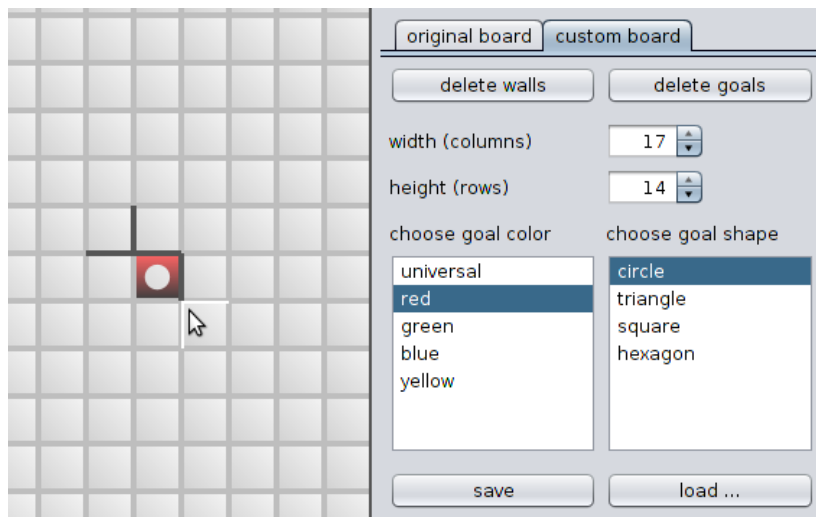 original board custom board
delete walls delete goals
width (columns) 17
height (rows) 14
choose goal color choose goal shape
universal circle
red triangle
green square
blue hexagon
yellow
save load ...